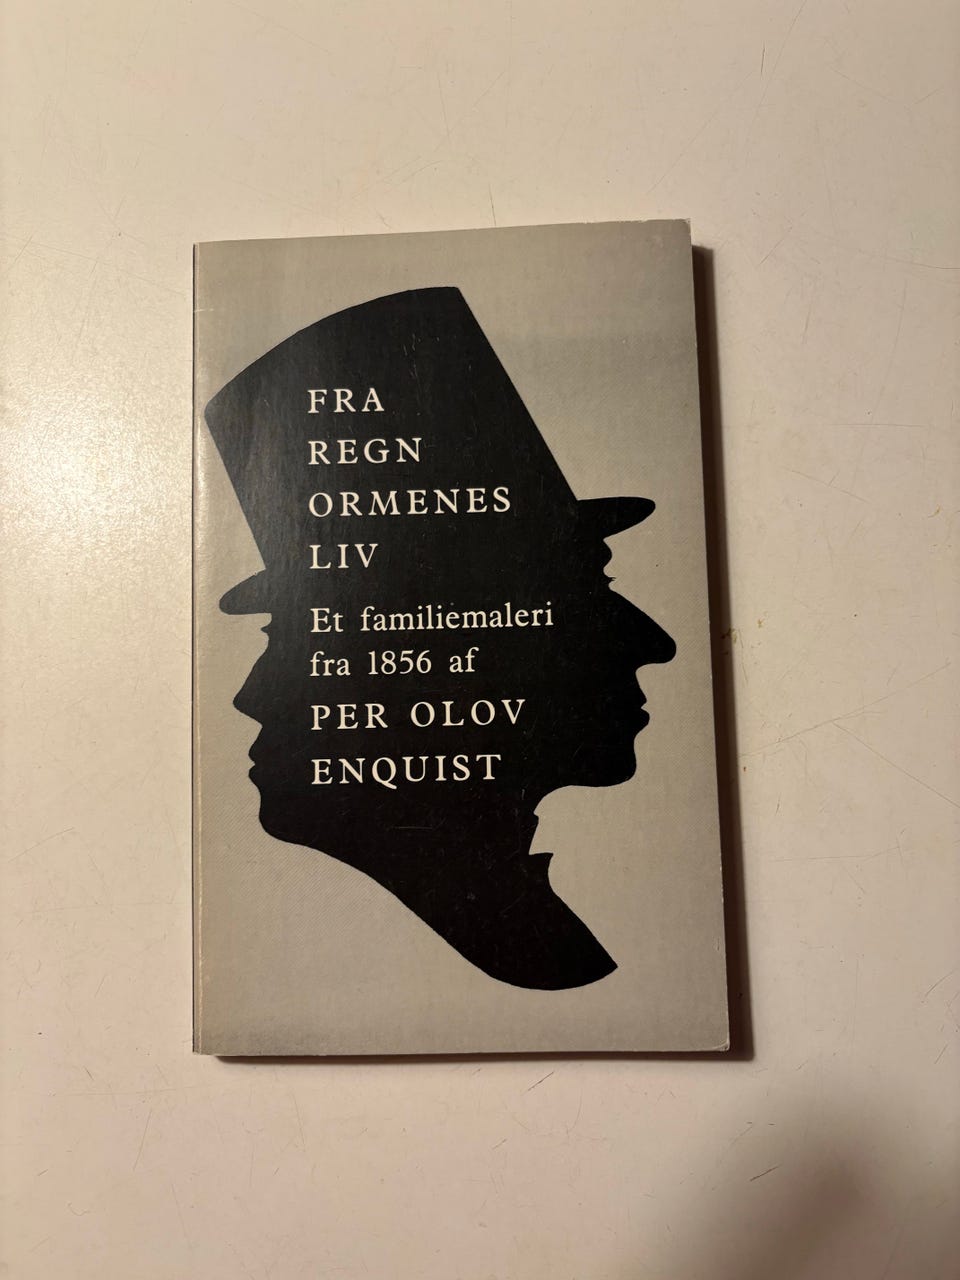 FRA
REGN
ORMENES
LIV
Et familiemaleri
fra 1856 af
PER OLOV
ENQUIST